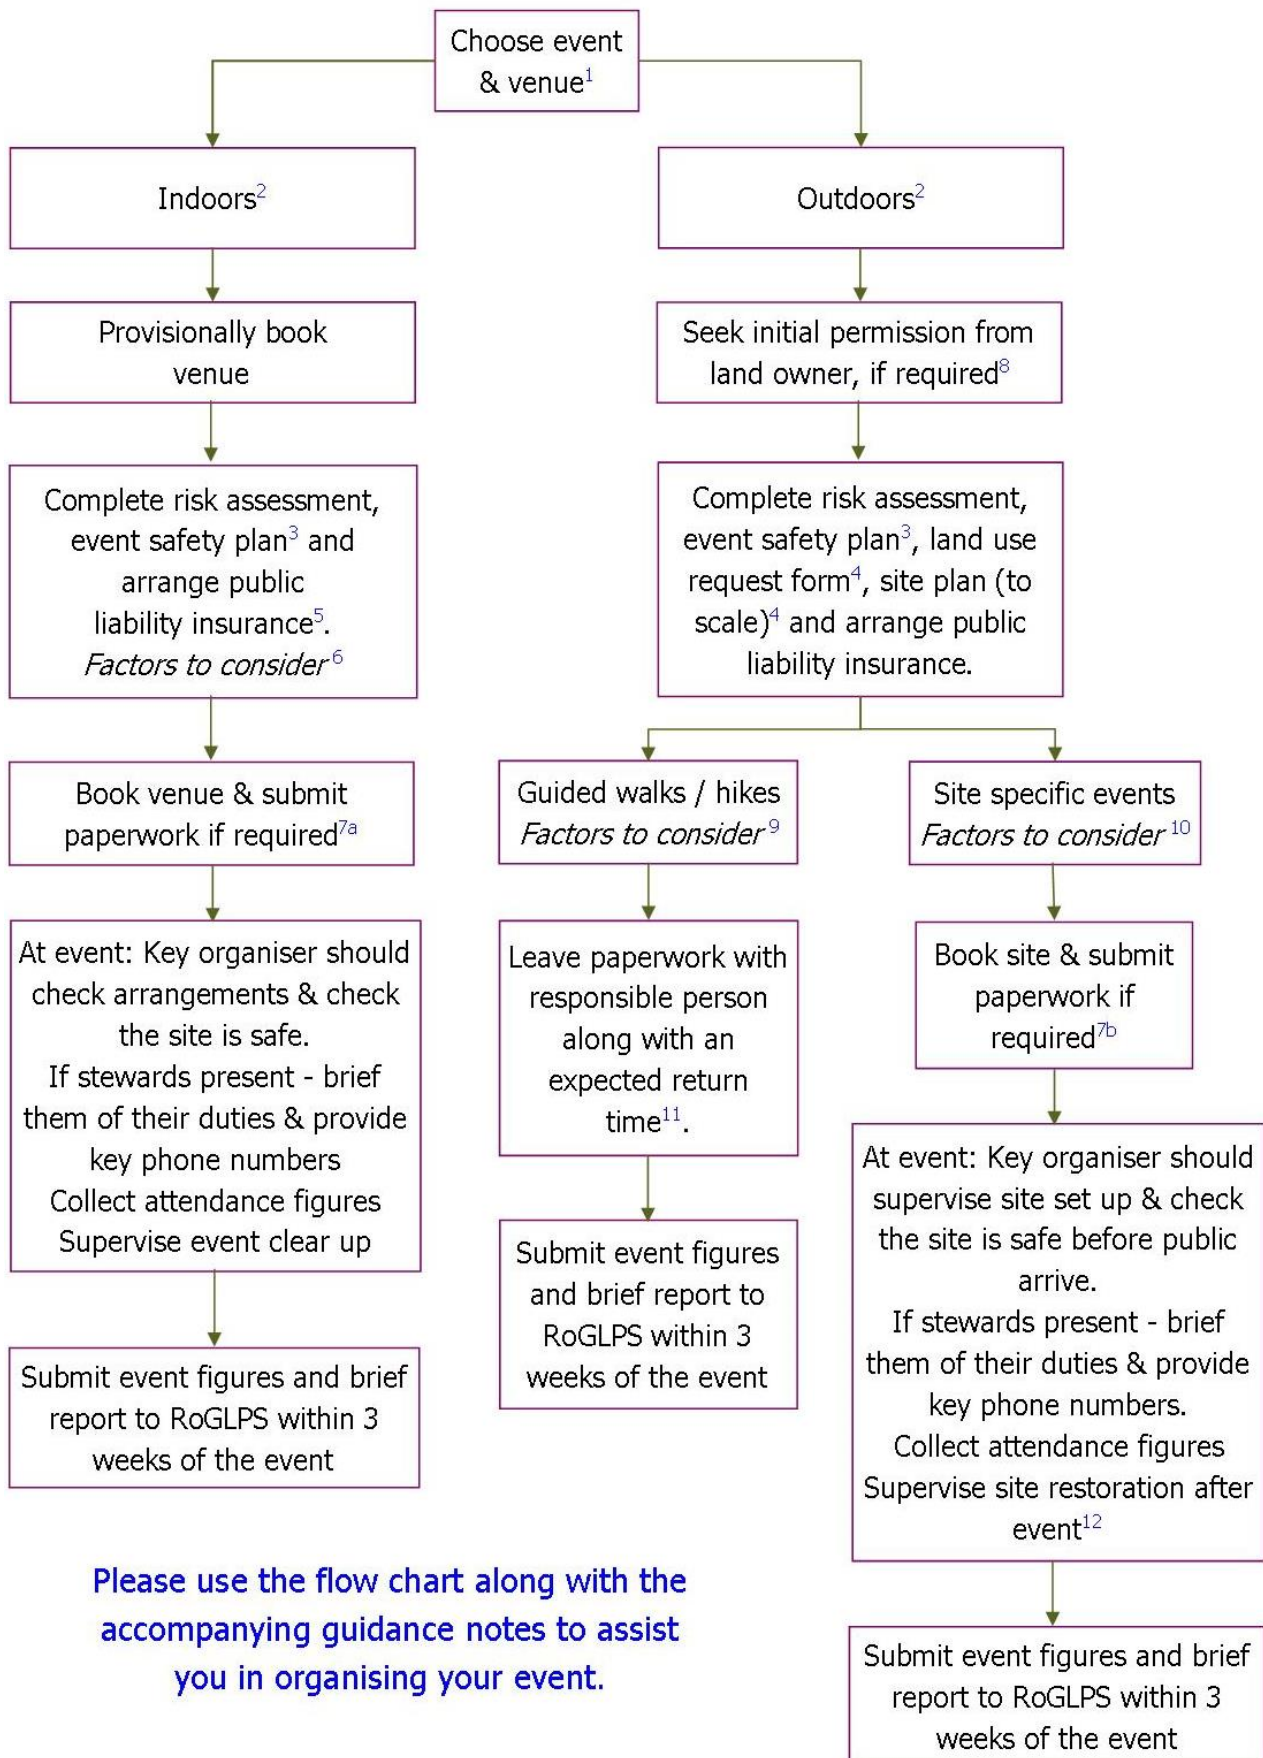 Choose event
& venue1
Indoors2
Outdoors2
Provisionally book
venue
Seek initial permission from
land owner, if required8
Complete risk assessment,
event safety plan3 and
arrange public
liability insurance5.
Factors to consider 6
Complete risk assessment,
event safety plan3, land use
request form4, site plan (to
scale)4 and arrange public
liability insurance.
Book venue & submit
paperwork if required7a
Guided walks / hikes
Factors to consider 9
Site specific events
Factors to consider 10
At event: Key organiser should
check arrangements & check
the site is safe.
If stewards present - brief
them of their duties & provide
key phone numbers
Collect attendance figures
Supervise event clear up
Leave paperwork with
responsible person
along with an
expected return
time11.
Book site & submit
paperwork if
required7b
At event: Key organiser should
supervise site set up & check
the site is safe before public
arrive.
If stewards present - brief
them of their duties & provide
key phone numbers.
Collect attendance figures
Supervise site restoration after
event12
Submit event figures
and brief report to
RoGLPS within 3
weeks of the event
Submit event figures and brief
report to RoGLPS within 3
weeks of the event
Please use the flow chart along with the
accompanying guidance notes to assist
you in organising your event.
Submit event figures and brief
report to RoGLPS within 3
weeks of the event